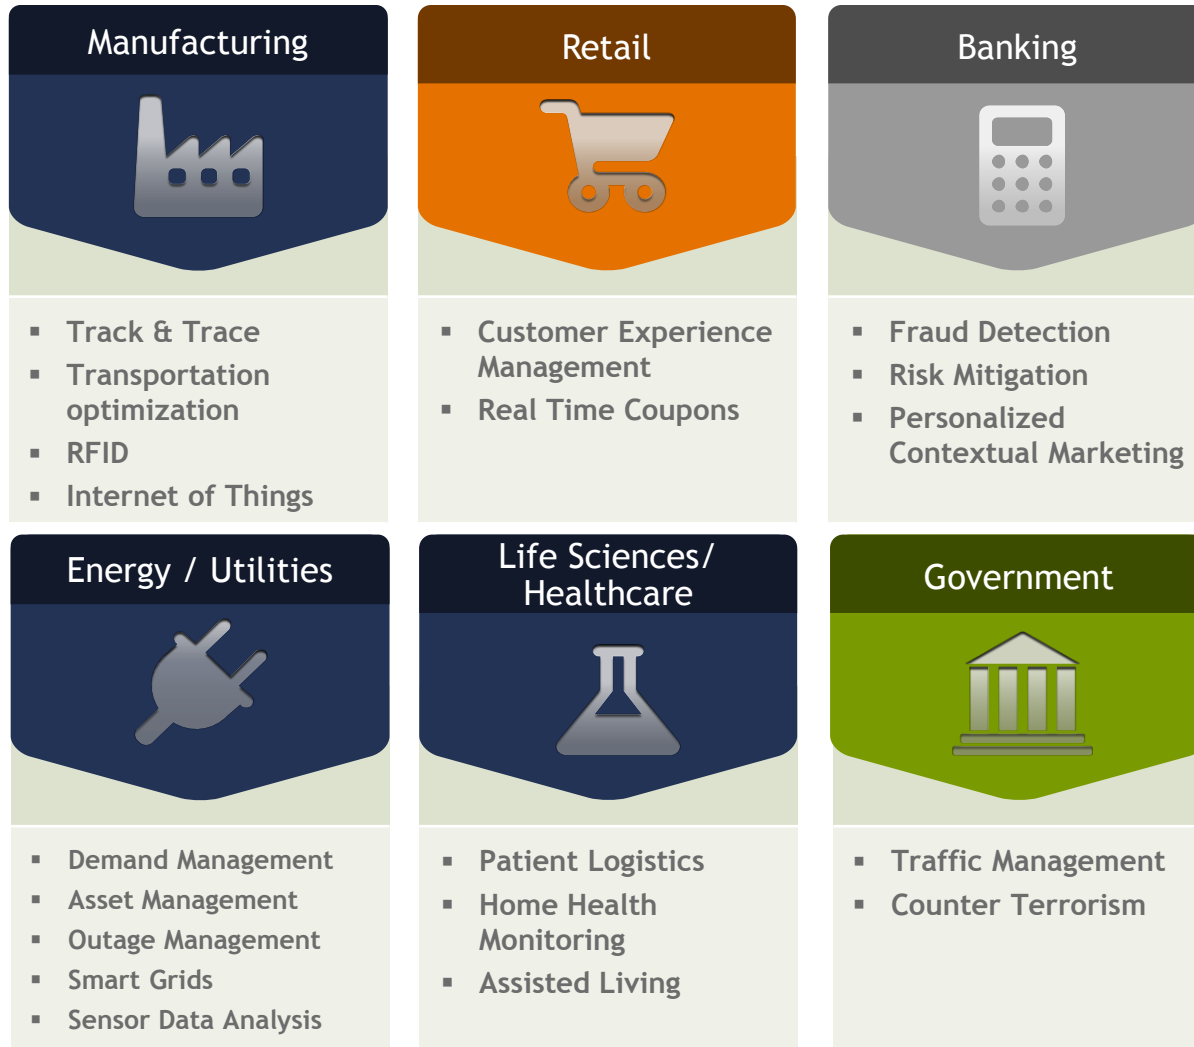 Manufacturing
▪ Track & Trace
▪ Transportation
optimization
▪ RFID
▪ Internet of Things
Retail
▪ Customer Experience
Management
▪ Real Time Coupons
Banking
▪ Fraud Detection
▪ Risk Mitigation
▪ Personalized
Contextual Marketing
Energy / Utilities
▪ Demand Management
▪ Asset Management
▪ Outage Management
▪ Smart Grids
▪ Sensor Data Analysis
Life Sciences/
Healthcare
▪ Patient Logistics
▪ Home Health
Monitoring
▪ Assisted Living
Government
▪ Traffic Management
▪ Counter Terrorism